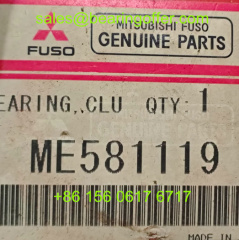 MITSUBISHI FUSO
FUSO
GENUINE PARTS
EARING,.CLU QTY: 1
ME581119
+86 156 0617 6717
MADE IN